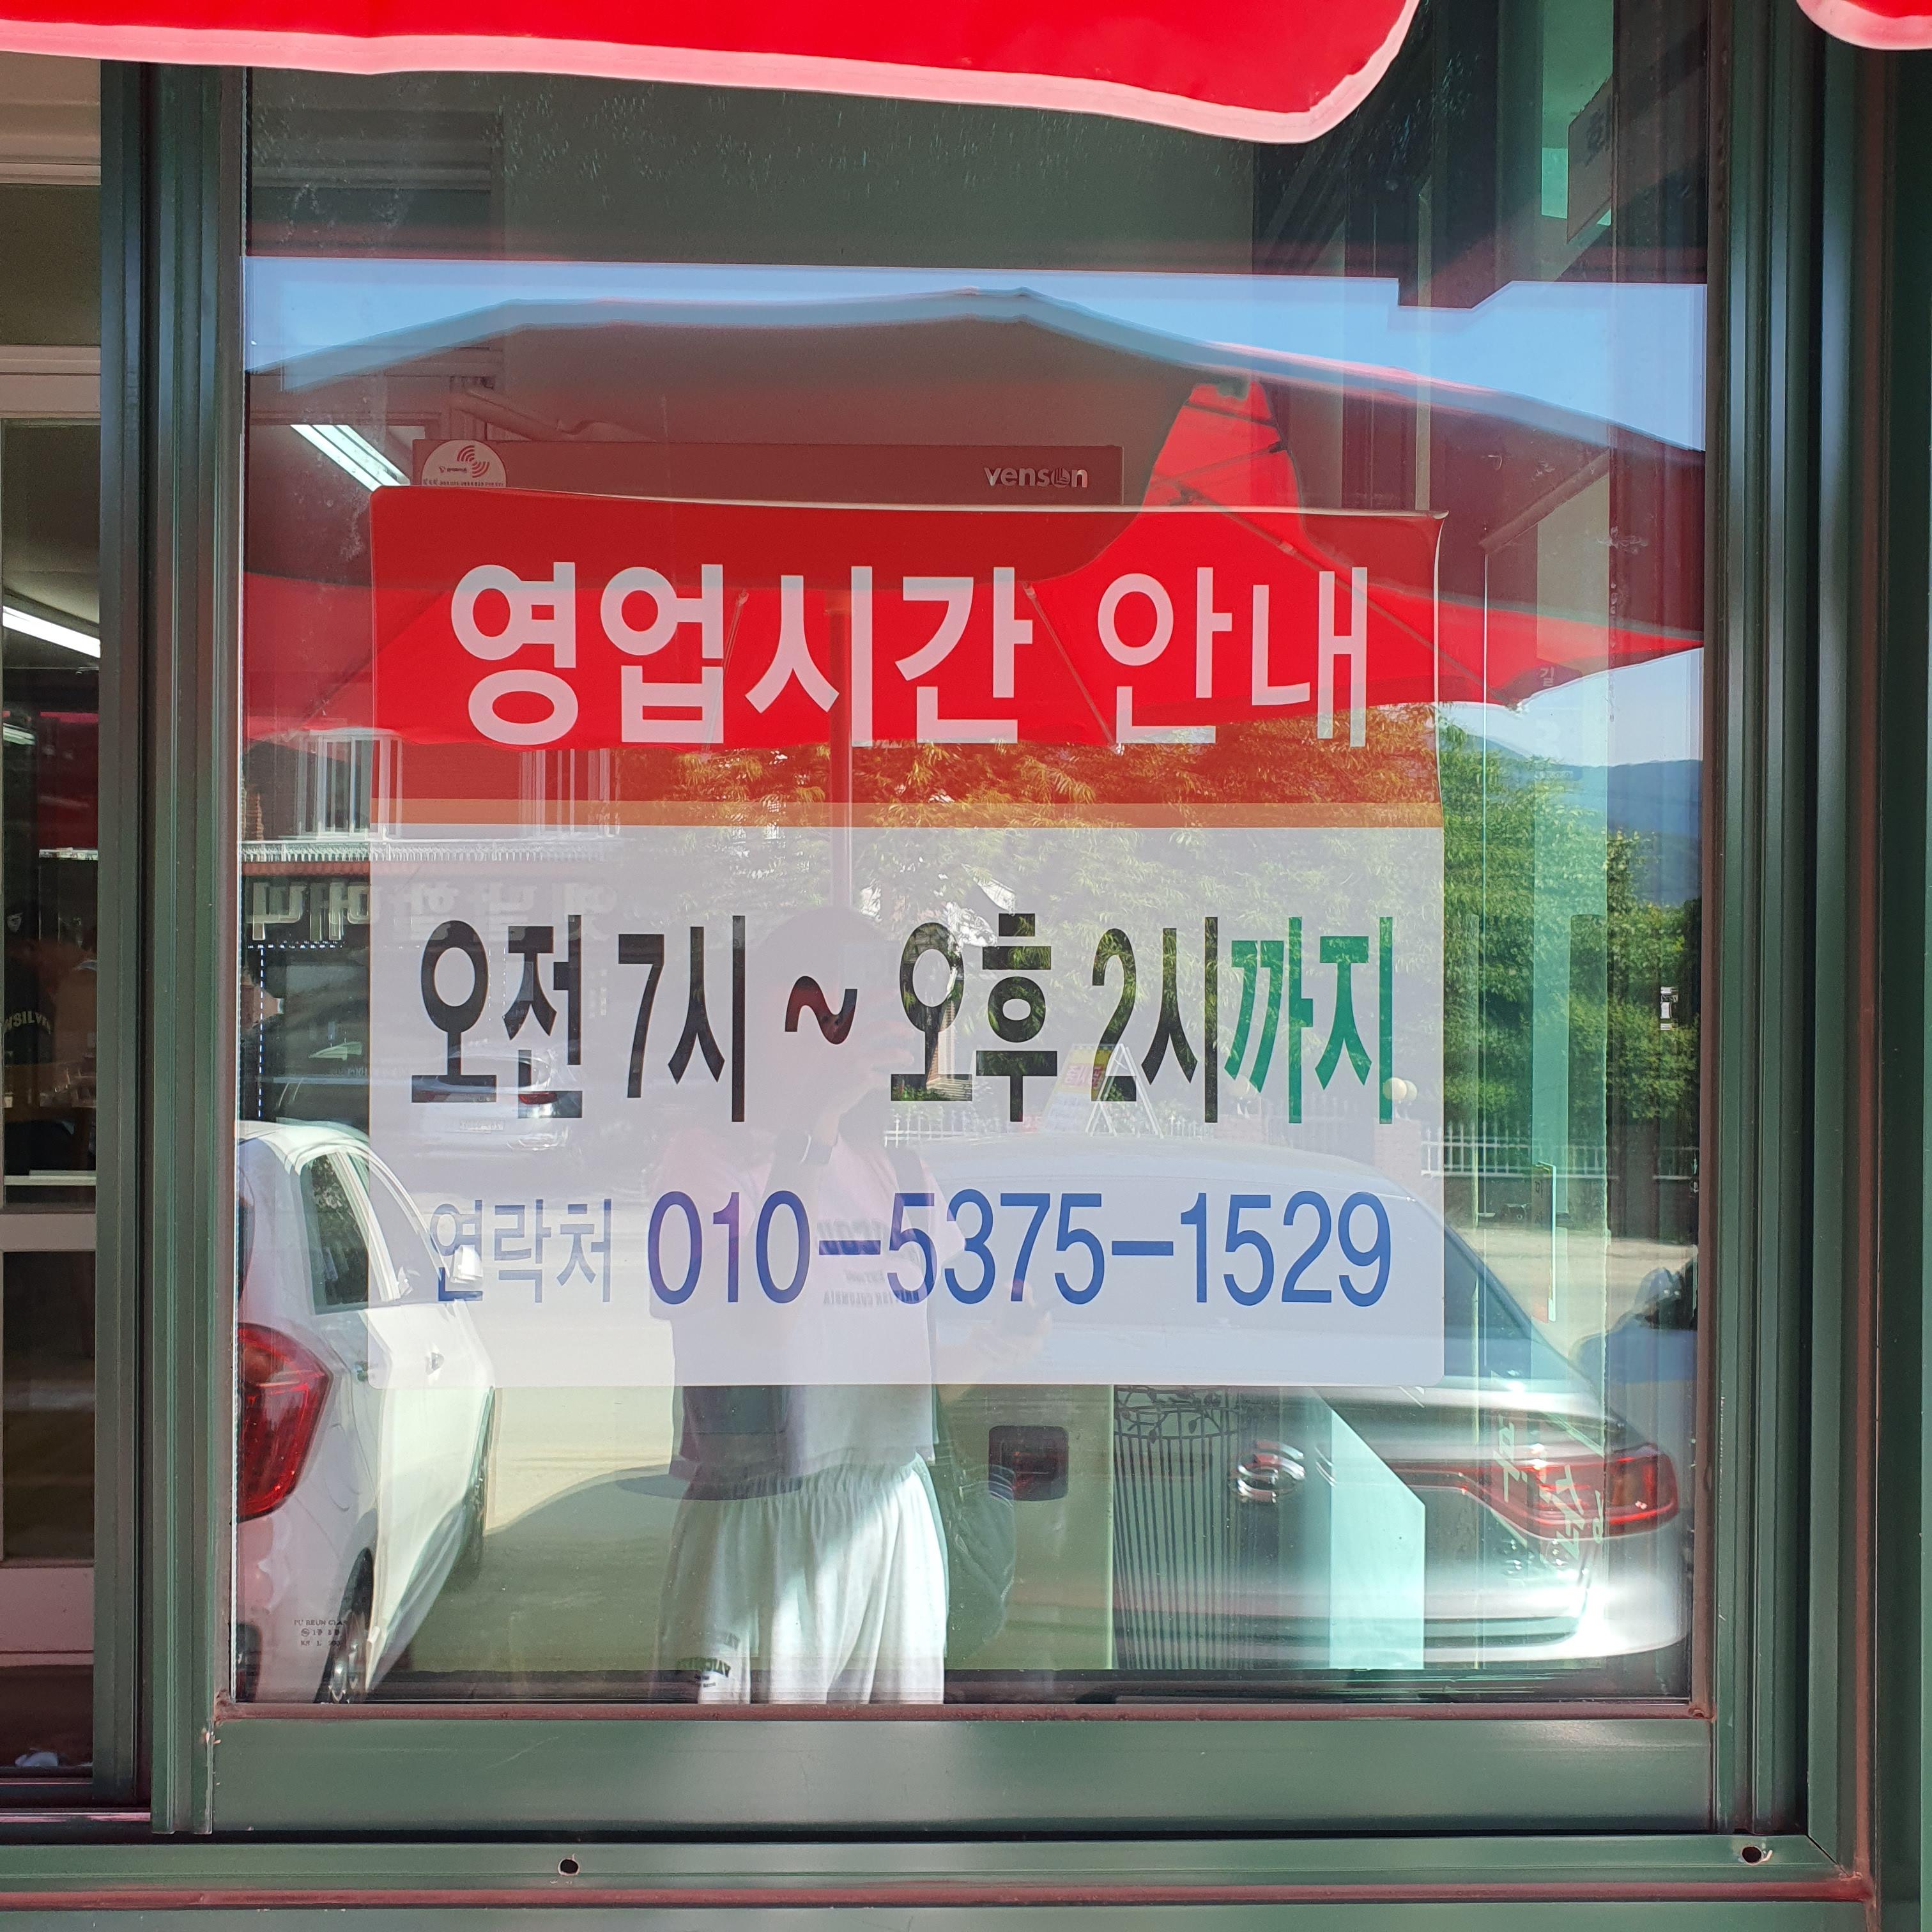 venson
영업시간 안내
오전 7시 ~ 오후 2시까지
연락처 010-5375-1529